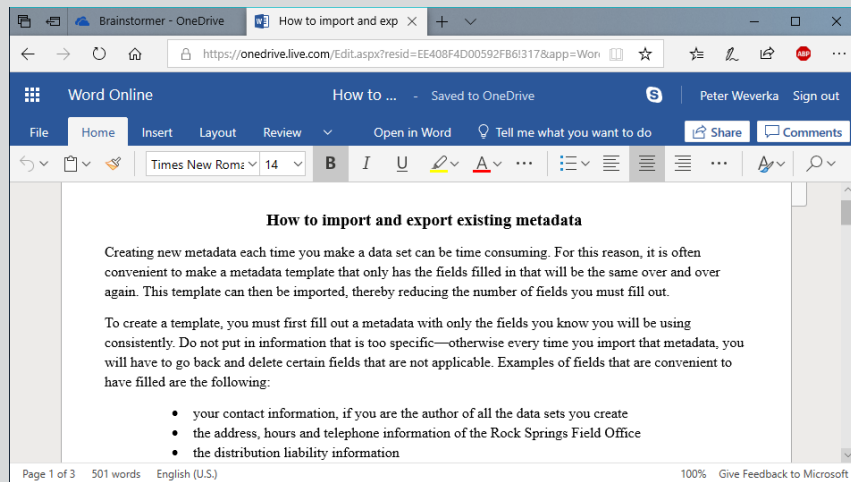 Brainstormer - OneDrive
How to import and exp
https://onedrive.live.com/Edit.aspx?resid=EE408F4D00592FB6!317&app=Wor
ABP
Word Online
How to ... - Saved to OneDrive
Peter Weverka Sign out
File Home Insert Layout Review Open in Word Tell me what you want to do Share Comments
Times New Roma 14 B I U A
How to import and export existing metadata
Creating new metadata each time you make a data set can be time consuming. For this reason, it is often
convenient to make a metadata template that only has the fields filled in that will be the same over and over
again. This template can then be imported, thereby reducing the number of fields you must fill out.
To create a template, you must first fill out a metadata with only the fields you know you will be using
consistently. Do not put in information that is too specific—otherwise every time you import that metadata, you
will have to go back and delete certain fields that are not applicable. Examples of fields that are convenient to
have filled are the following:
• your contact information, if you are the author of all the data sets you create
• the address, hours and telephone information of the Rock Springs Field Office
• the distribution liability information
Page 1 of 3 501 words English (U.S.) 100% Give Feedback to Microsoft